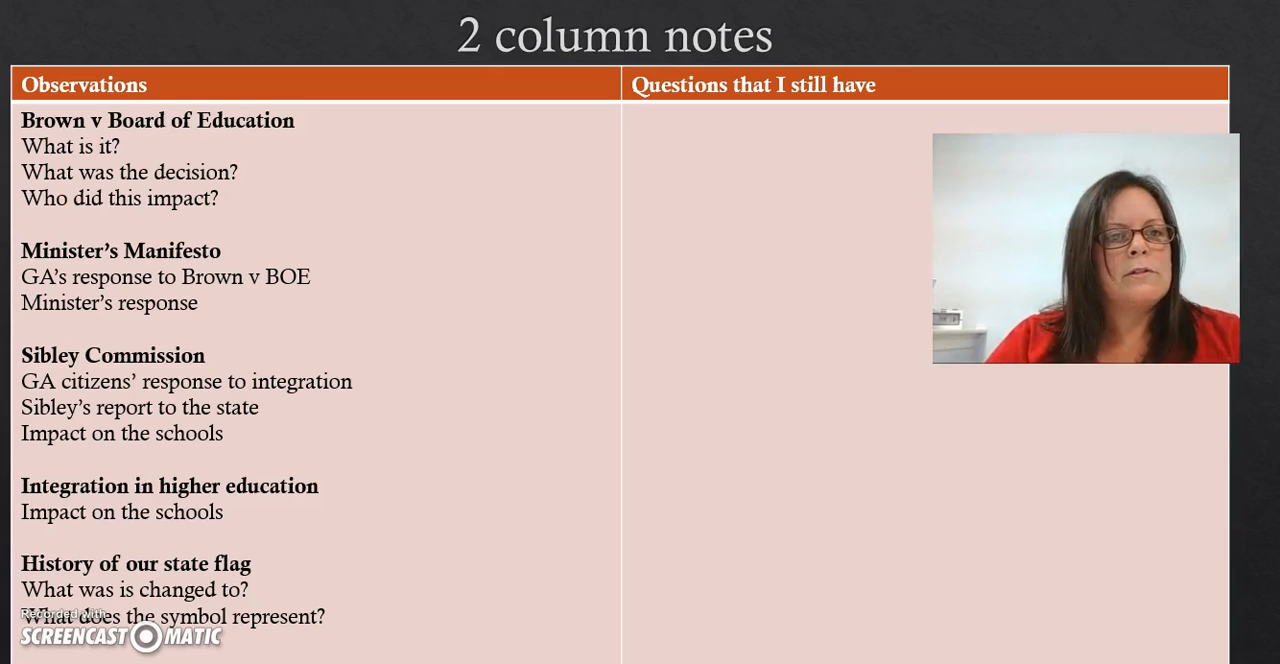 2 column notes
Observations
Questions that I still have
Brown v Board of Education
What is it?
What was the decision?
Who did this impact?
Minister's Manifesto
GA's response to Brown v BOE
Minister's response
Sibley Commission
GA citizens' response to integration
Sibley's report to the state
Impact on the schools
Integration in higher education
Impact on the schools
History of our state flag
What was is changed to?
What does the symbol represent?
Recorded with
SCREENCAST MATIC